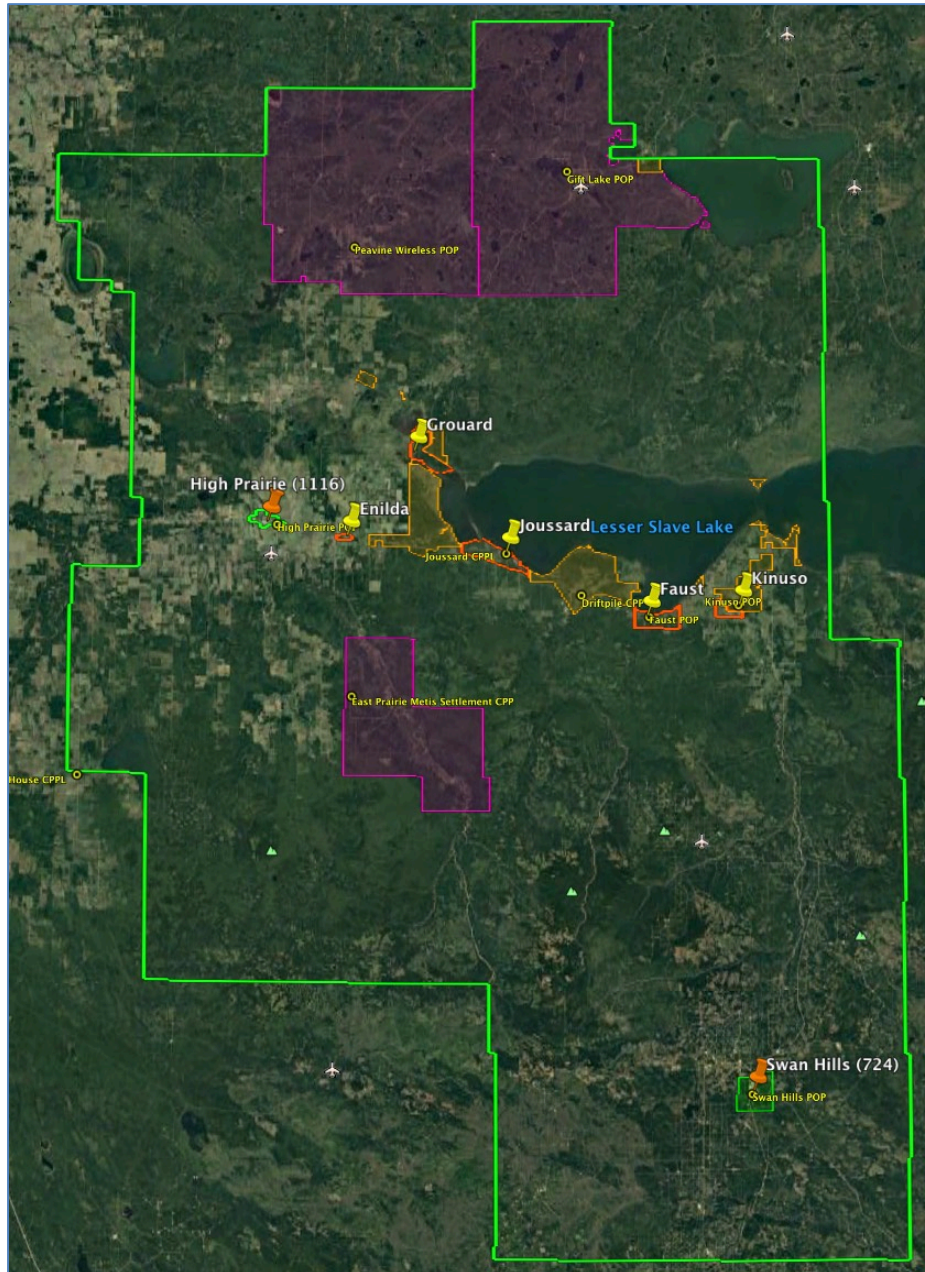 Gift Lake POP
Peavine Wireless POP
Grouard
High Prairie (1116)
Enilda
High Prairie
Joussard
Lesser Slave Lake
Joussard CPPL
Kinuso
Faust
Driftpile CPP
Kinuso POP
Faust POP
East Prairie Metis Settlement CPP
House CPPL
Swan Hills (724)
Swan Hills POP